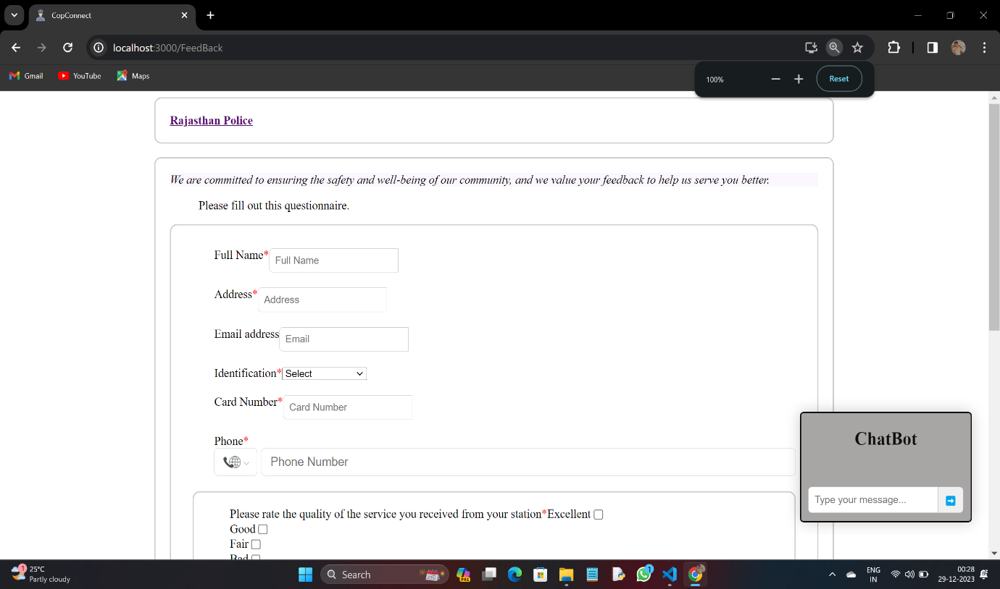 CopConnect
localhost:3000/FeedBack
Gmail YouTube Maps
100% Reset
Rajasthan Police
We are committed to ensuring the safety and well-being of our community, and we value your feedback to help us serve you better.
Please fill out this questionnaire.
Full Name* Full Name
Address* Address
Email address Email
Identification* Select
Card Number* Card Number
Phone*
Phone Number
ChatBot
Type your message...
Please rate the quality of the service you received from your station*Excellent
Good
Fair
Bad
1
25°C
Partly cloudy
Search
PRE
1
ENG
IN
00:28
29-12-2023